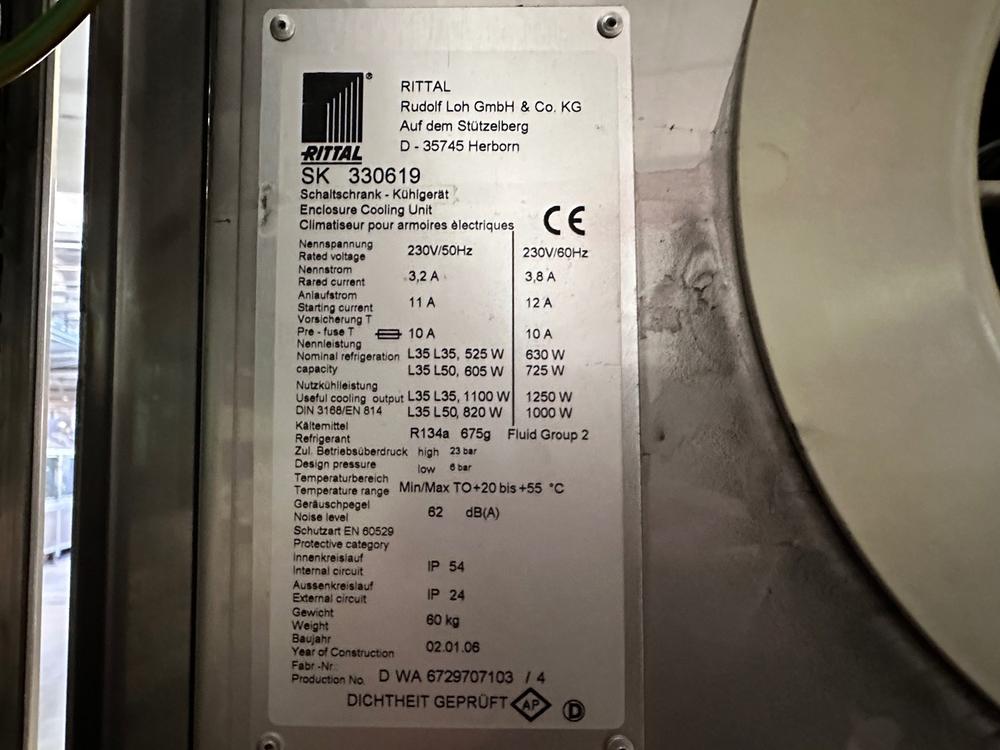 RITTAL
Rudolf Loh GmbH & Co. KG
Auf dem Stützelberg
D - 35745 Herborn
® RITTAL
SK 330619
Schaltschrank - Kühlgerät
Enclosure Cooling Unit
Climatiseur pour armoires èlectriques
CE
Nennspannung
Rated voltage 230V/50Hz 230V/60Hz
Nennstrom
Rared current 3,2 A 3,8 A
Anlaufstrom
Starting current 11 A 12 A
Vorsicherung T
Pre - fuse T 10 A 10 A
Nennleistung
Nominal refrigeration L35 L35, 525 W 630 W
capacity L35 L50, 605 W 725 W
Nutzkühlleistung
Useful cooling output L35 L35, 1100 W 1250 W
DIN 3168/EN 814 L35 L50, 820 W 1000 W
Kältemittel
Refrigerant R134a 675g Fluid Group 2
Zul. Betriebsüberdruck high 23 bar
Design pressure low 6 bar
Temperaturbereich
Temperature range Min/Max TO+20 bis +55 °C
Geräuschpegel
Noise level 62 dB(A)
Schutzart EN 60529
Protective category
Innenkreislauf
Internal circuit IP 54
Aussenkreislauf
External circuit IP 24
Gewicht
Weight 60 kg
Baujahr
Year of Construction 02.01.06
Fabr.-Nr.
Production No. D WA 6729707103 / 4
DICHTHEIT GEPRÜFT AP D